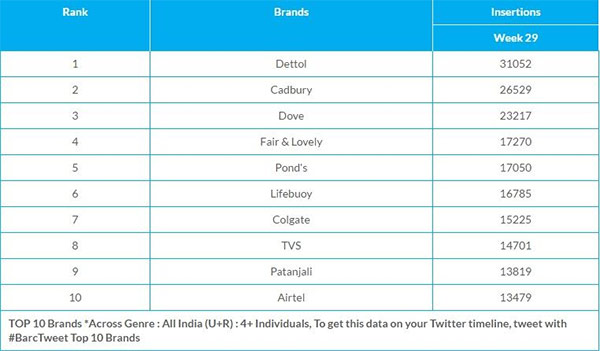 Rank Brands Insertions
Week 29
1 Dettol 31052
2 Cadbury 26529
3 Dove 23217
4 Fair & Lovely 17270
5 Pond's 17050
6 Lifebuoy 16785
7 Colgate 15225
8 TVS 14701
9 Patanjali 13819
10 Airtel 13479
TOP 10 Brands *Across Genre : All India (U+R) : 4+ Individuals, To get this data on your Twitter timeline, tweet with
#BarcTweet Top 10 Brands